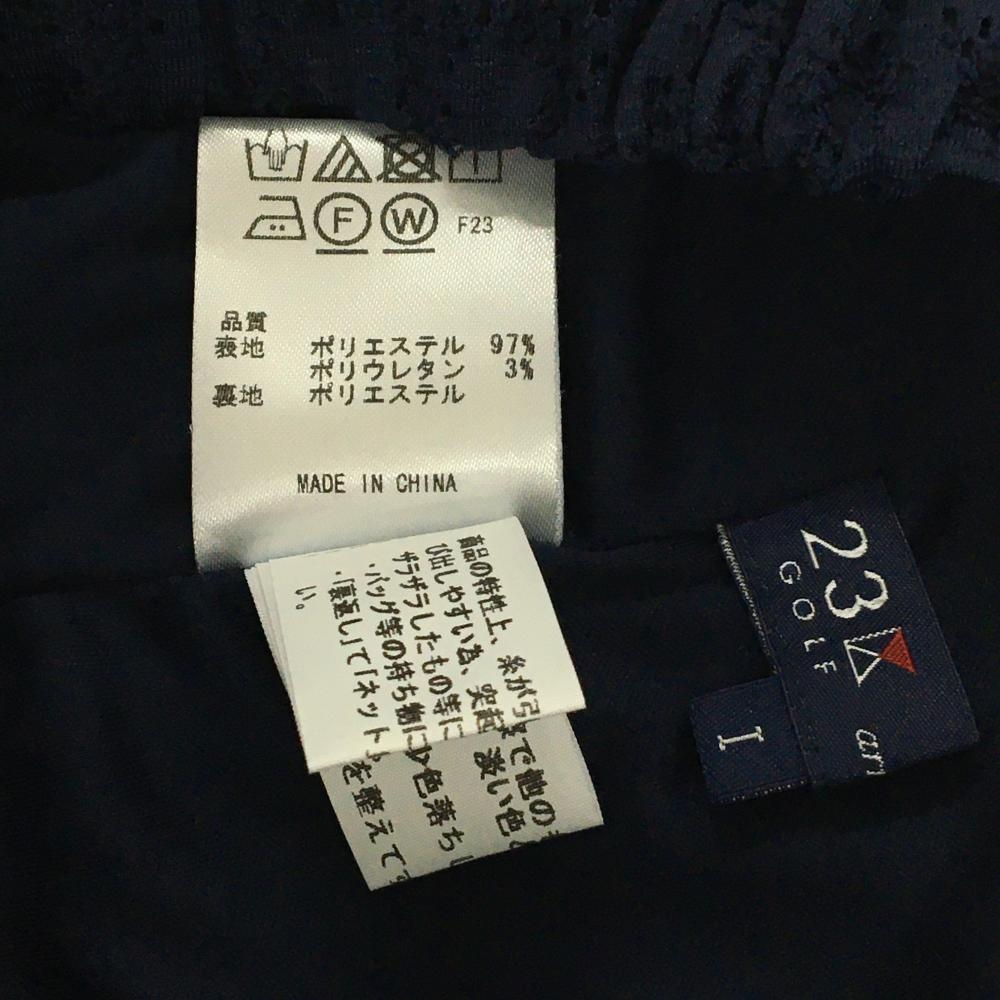 F W F23
品質
表地 ポリエステル 97%
ポリウレタン 3%
裏地 ポリエステル
MADE IN CHINA
商品の特性上、糸が引
び出しやすい為、突起
ザラザラしたもの等に
・バッグ等の持ち物に
・「裏返し」て「ネット」
い。
で他の
濃い色
色落ちし
を整えて
23
GOLF
I